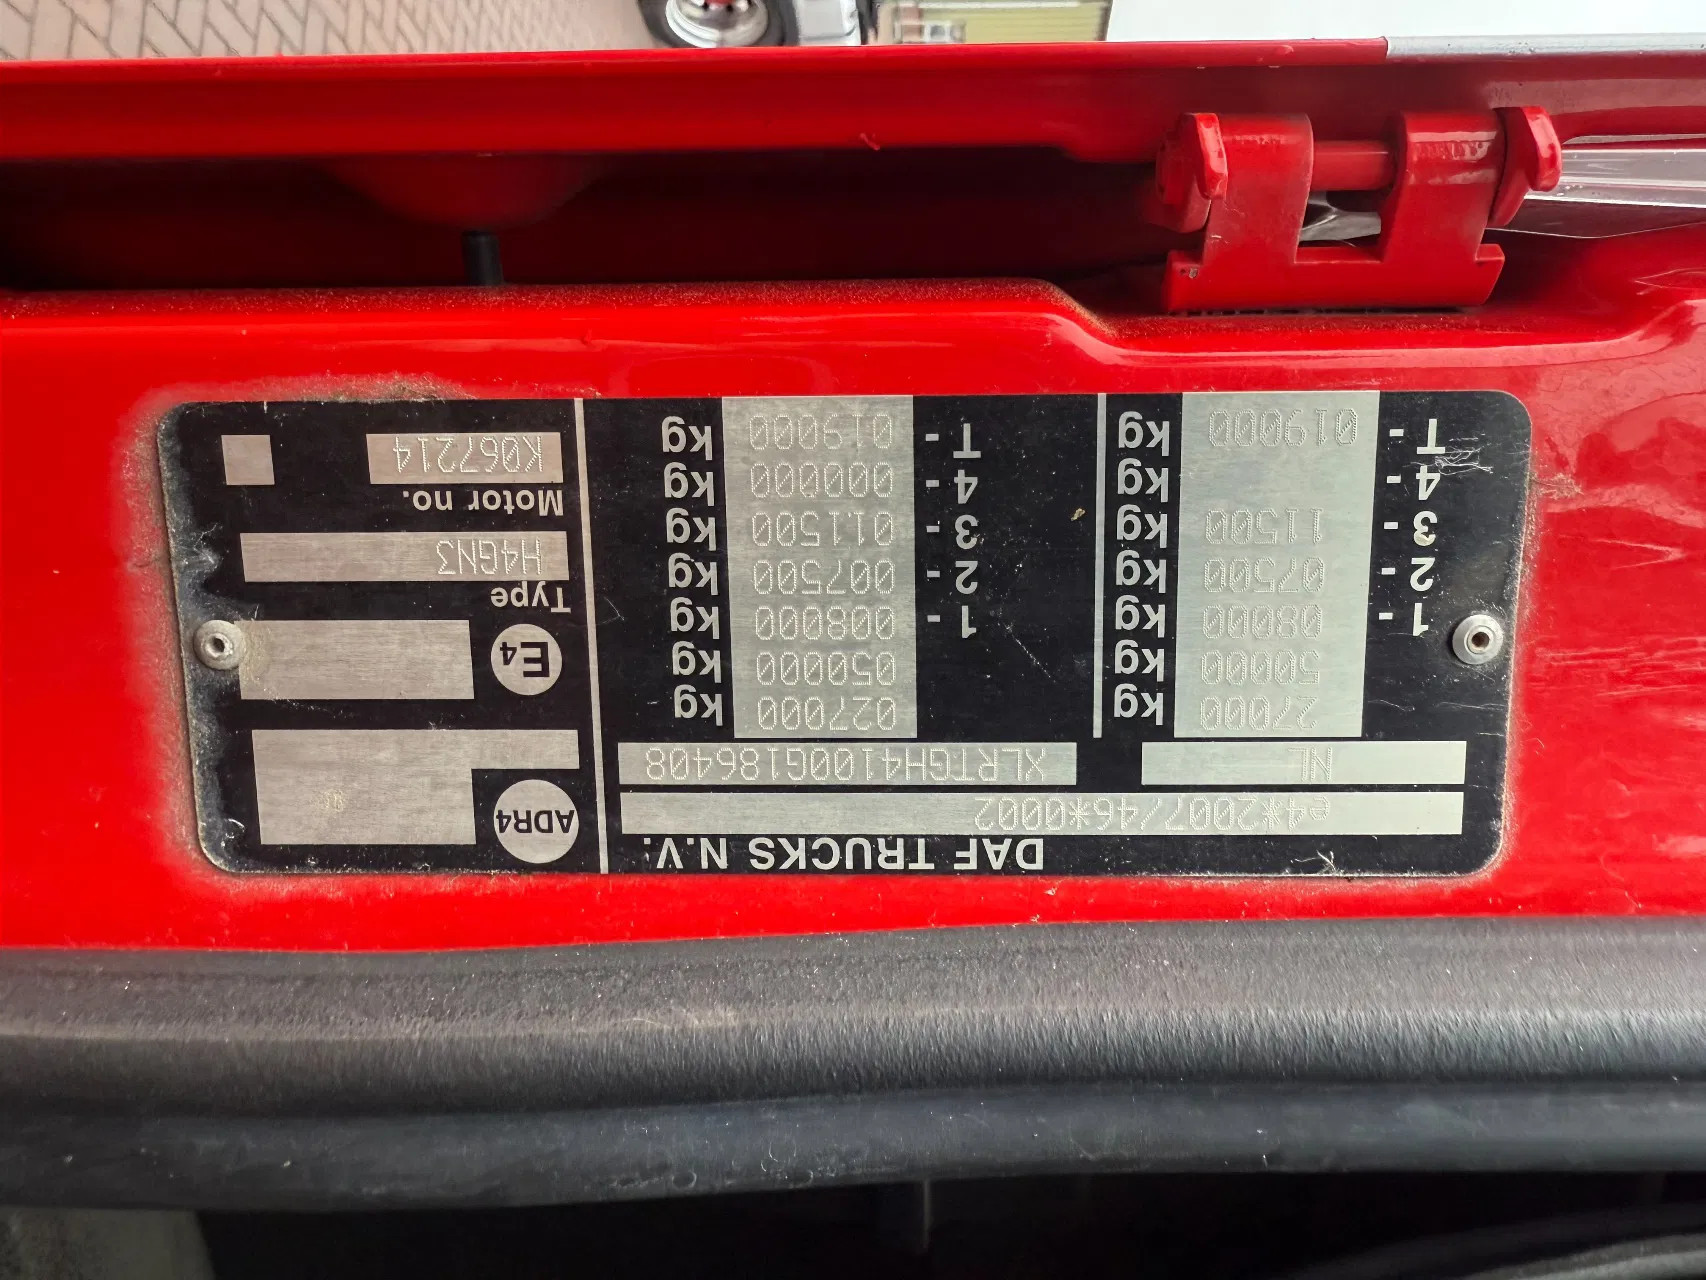 DAF TRUCKS N.V.
e4*2007/46*0002
NL XLRTGH4100G186408
27000 kg 027000 kg
50000 kg 050000 kg
1 - 08000 kg 1 - 008000 kg
2 - 07500 kg 2 - 007500 kg
3 - 11500 kg 3 - 011500 kg
4 - kg 4 - 000000 kg
T - 019000 kg T - 019000 kg
ADR4
E4
Type
H4GN3
Motor no.
K067214